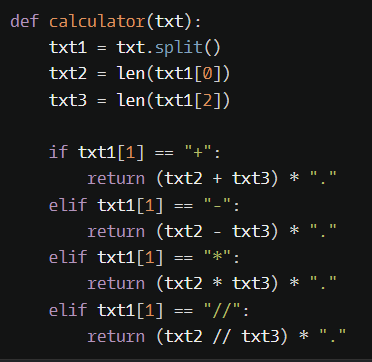 def calculator(txt):
    txt1 = txt.split()
    txt2 = len(txt1[0])
    txt3 = len(txt1[2])

    if txt1[1] == "+":
        return (txt2 + txt3) * "."
    elif txt1[1] == "-":
        return (txt2 - txt3) * "."
    elif txt1[1] == "*":
        return (txt2 * txt3) * "."
    elif txt1[1] == "//":
        return (txt2 // txt3) * "."